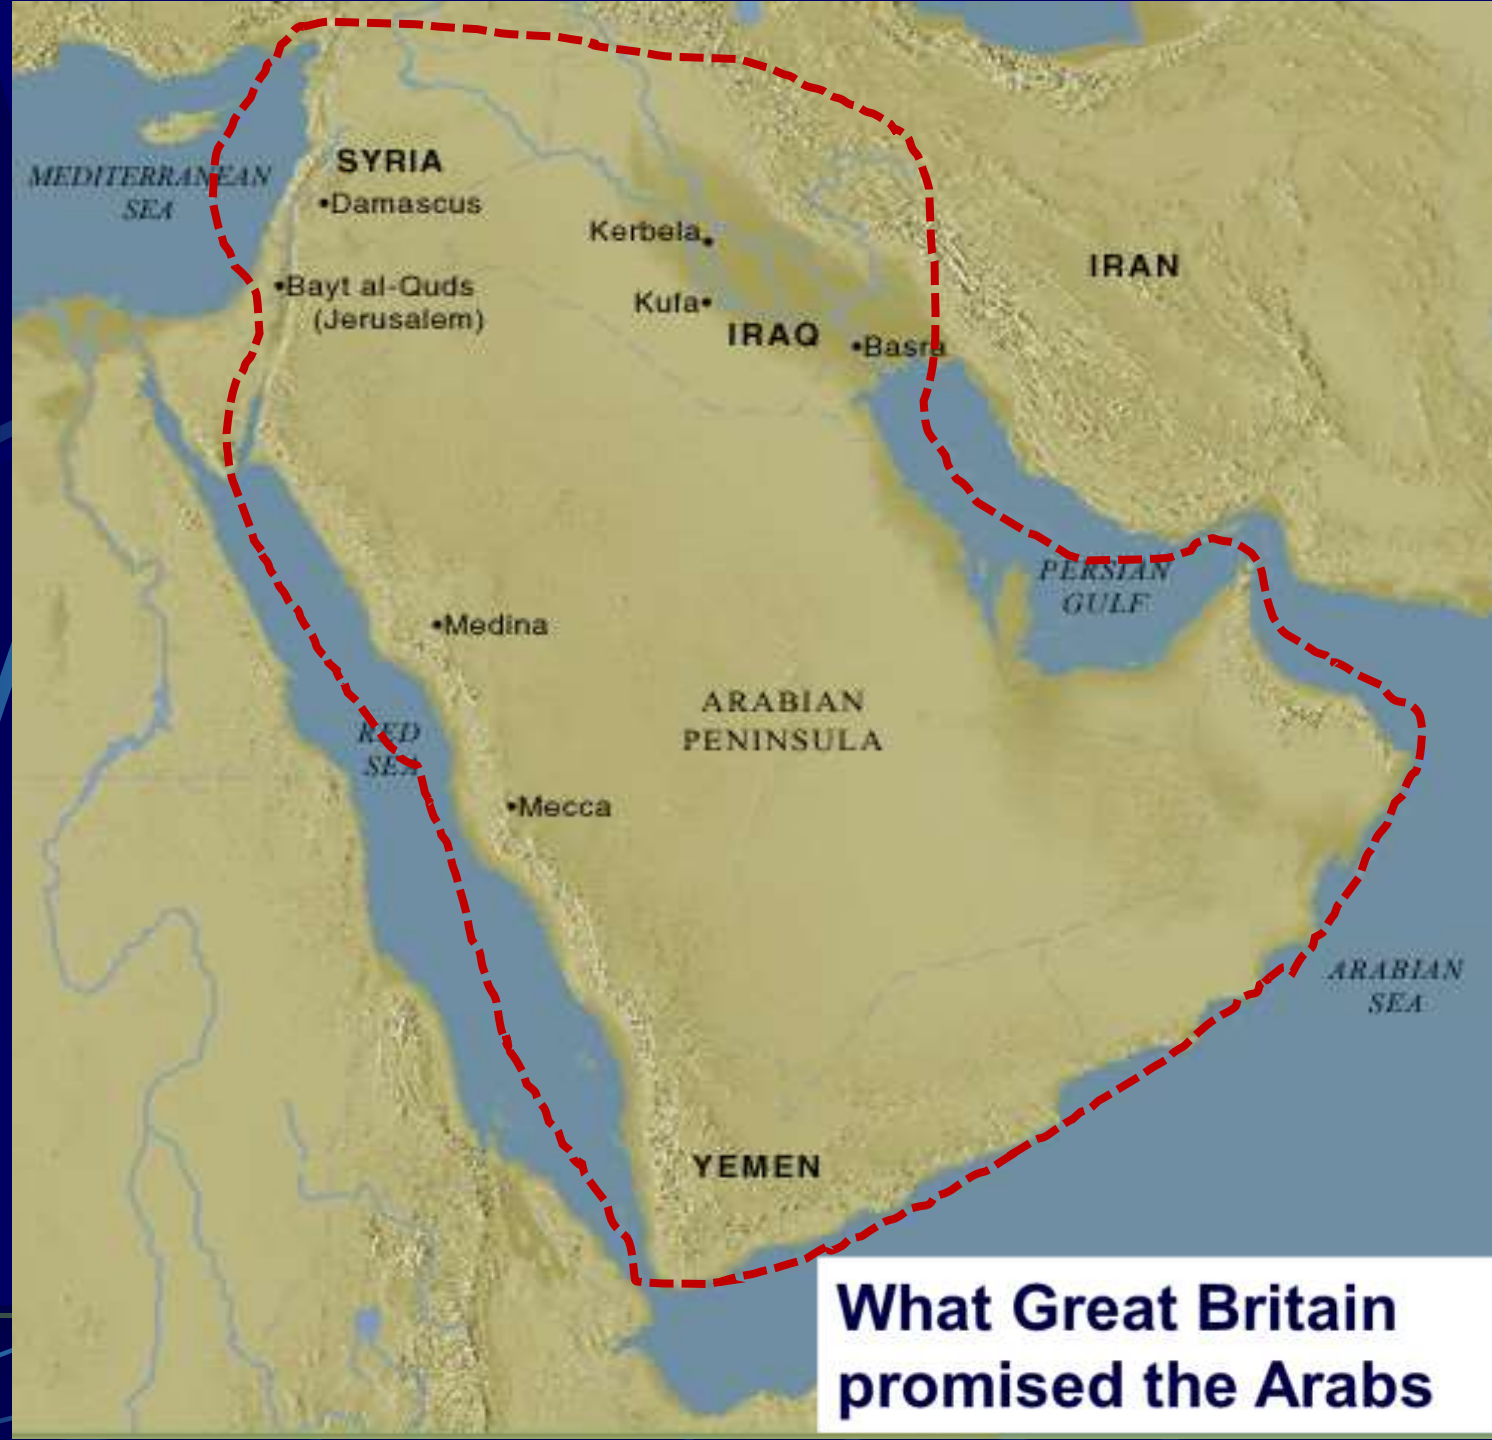 SYRIA
MEDITERRANEAN
SEA
•Damascus
Kerbela•
IRAN
•Bayt al-Quds
(Jerusalem)
Kufa•
IRAQ
•Basra
PERSIAN
GULF
•Medina
ARABIAN
PENINSULA
RED
SEA
•Mecca
ARABIAN
SEA
YEMEN
What Great Britain
promised the Arabs